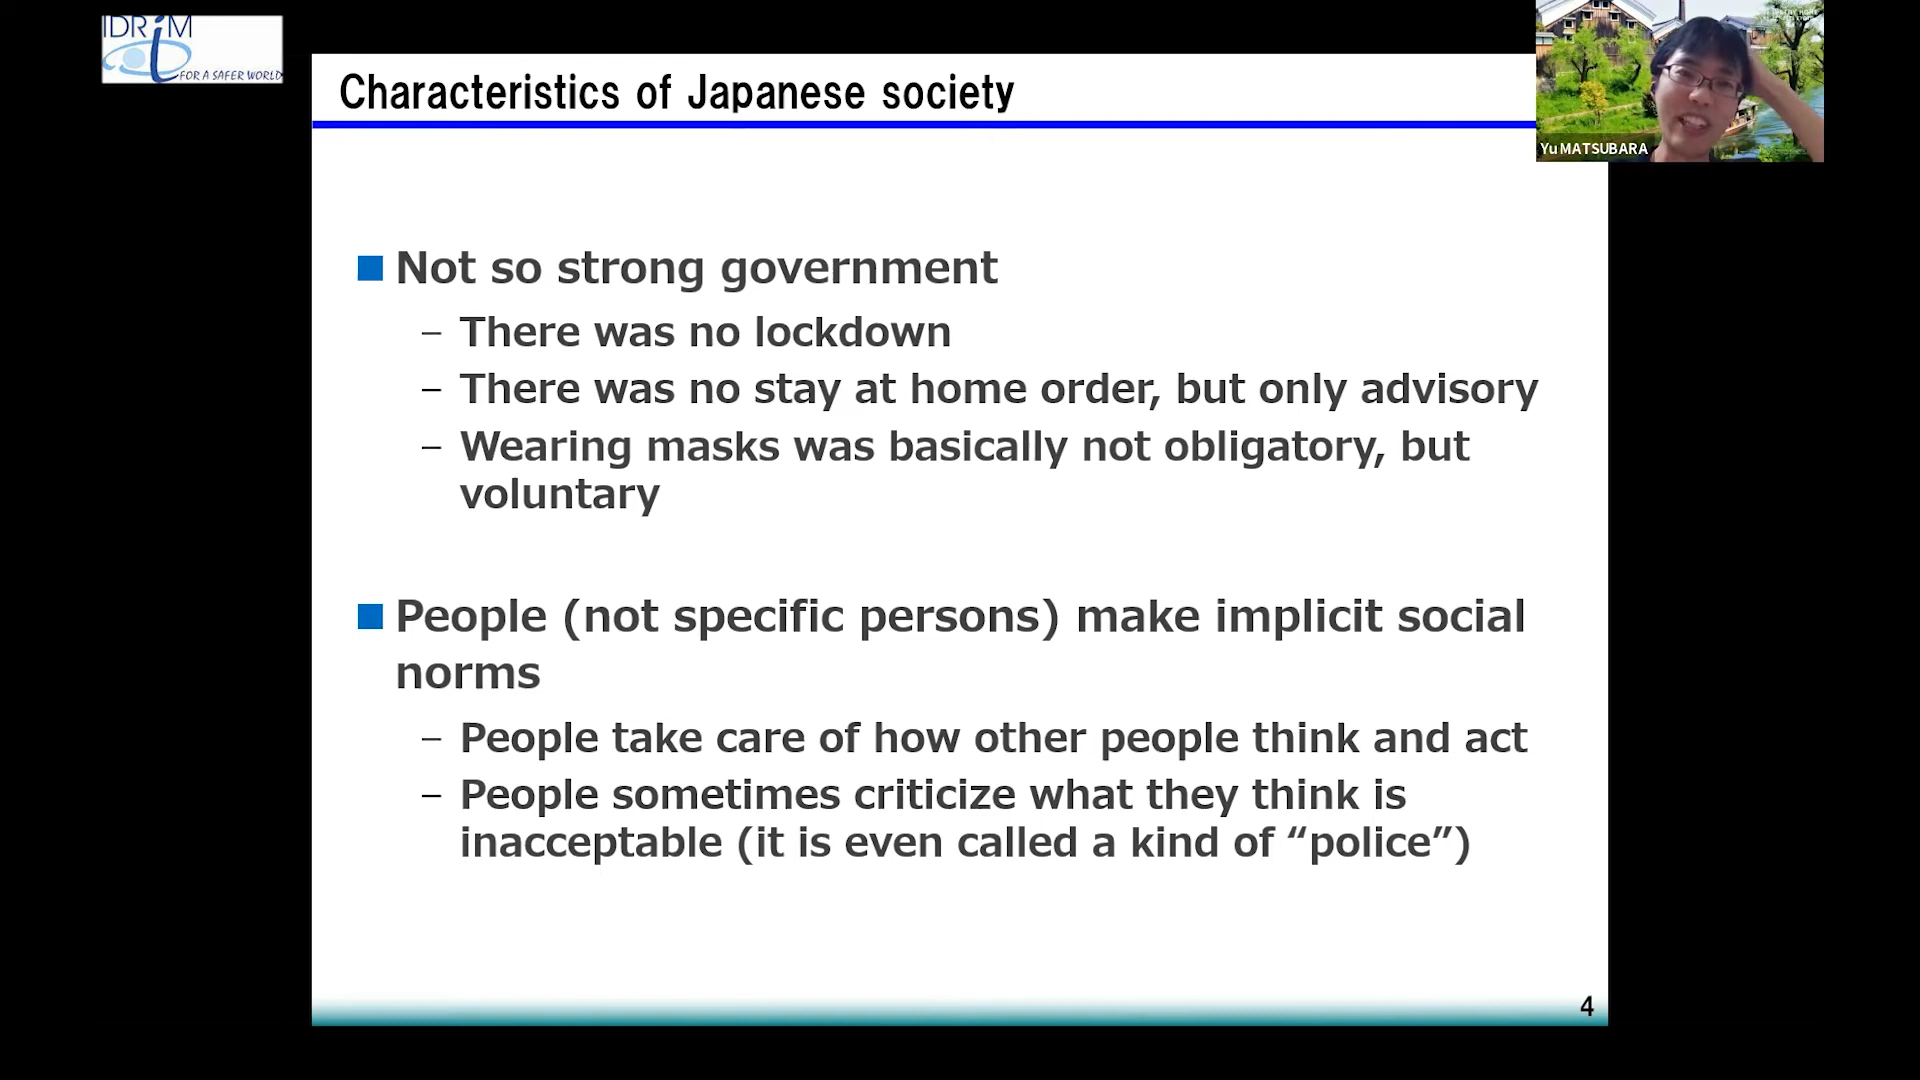 IDRiM
FOR A SAFER WORLD
Characteristics of Japanese society
Yu MATSUBARA
Not so strong government
– There was no lockdown
– There was no stay at home order, but only advisory
– Wearing masks was basically not obligatory, but
voluntary
People (not specific persons) make implicit social
norms
– People take care of how other people think and act
– People sometimes criticize what they think is
inacceptable (it is even called a kind of “police”)
4